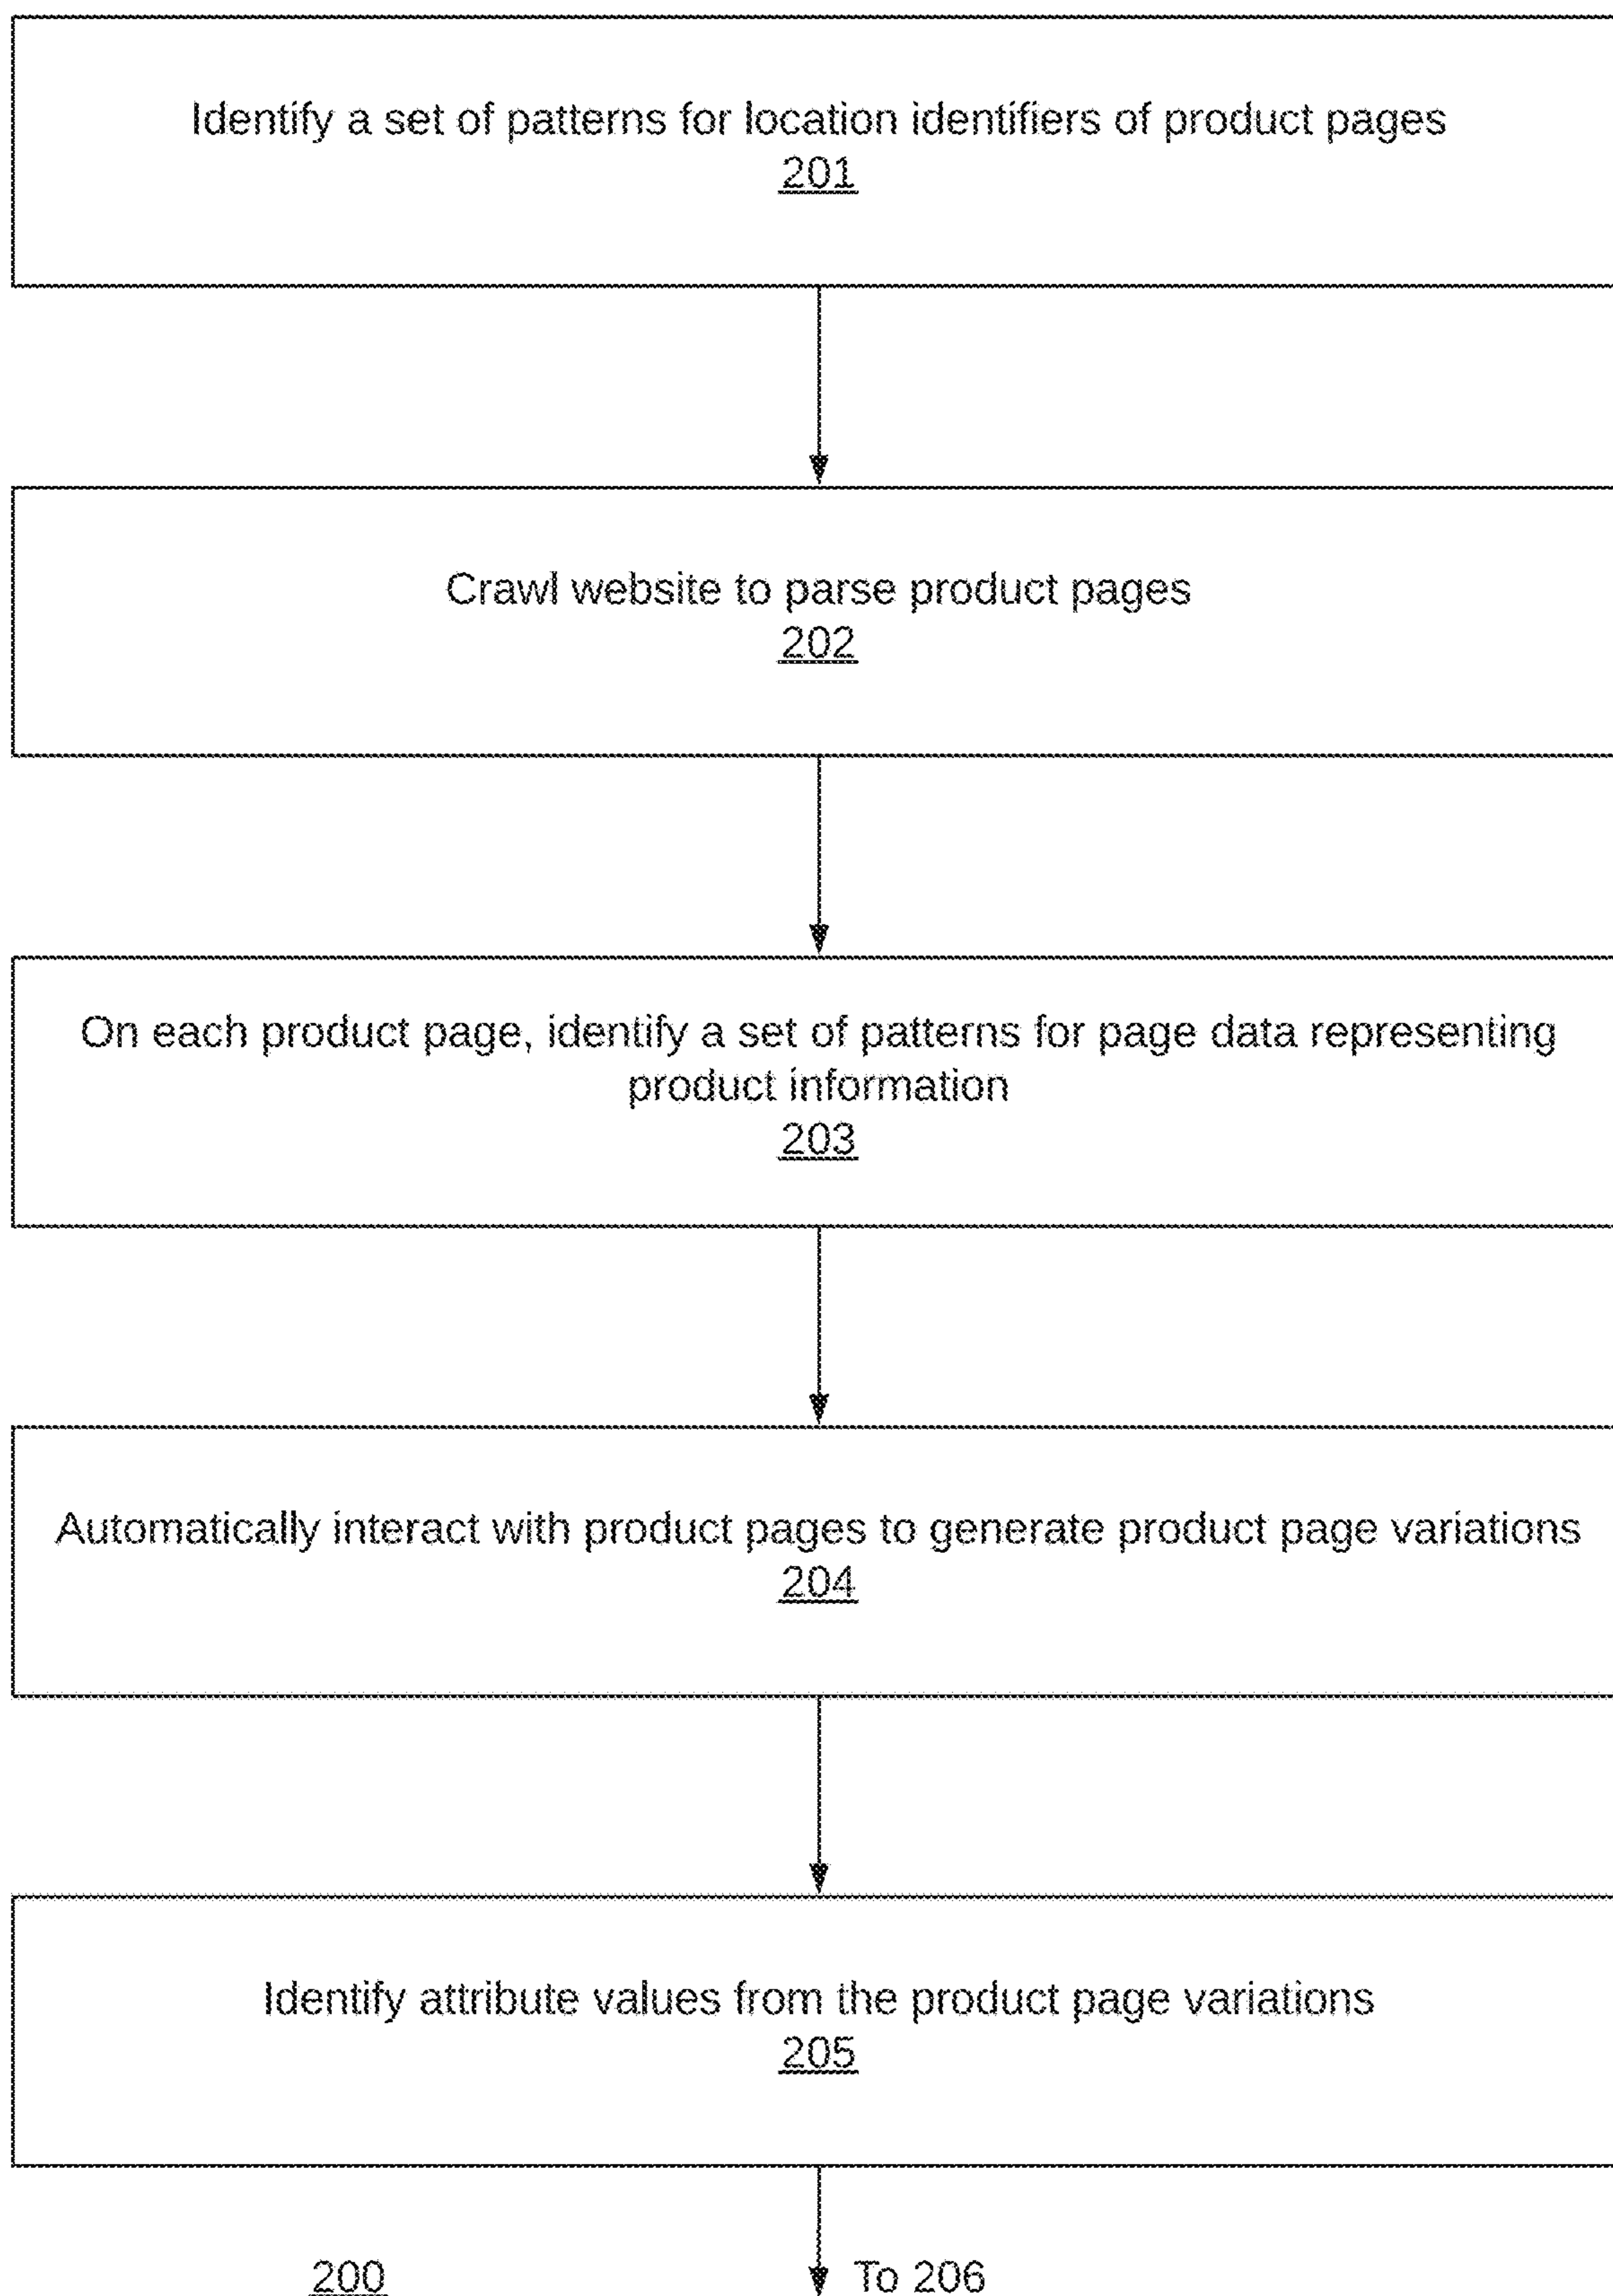 Identify a set of patterns for location identifiers of product pages
201
Crawl website to parse product pages
202
On each product page, identify a set of patterns for page data representing
product information
203
Automatically interact with product pages to generate product page variations
204
Identify attribute values from the product page variations
205
200
To 206